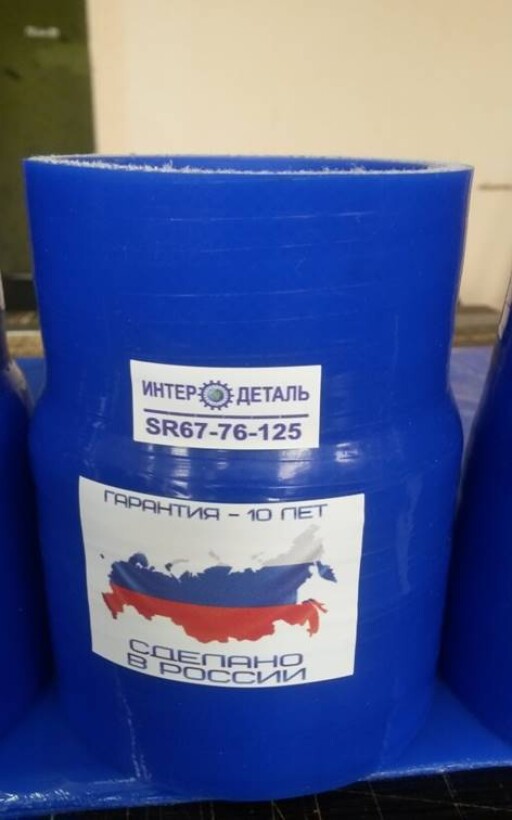 ИНТЕР ДЕТАЛЬ
SR67-76-125
ГАРАНТИЯ - 10 ЛЕТ
СДЕЛАНО
В РОССИИ